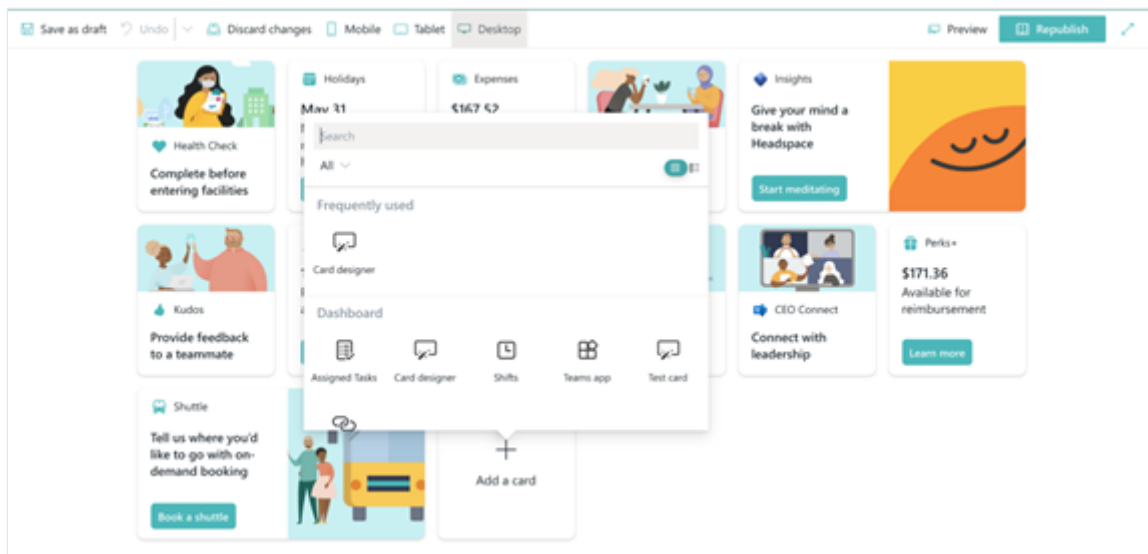 Save as draft
Undo
Discard changes
Mobile
Tablet
Desktop
Preview
Republish
Health Check
Complete before
entering facilities
Holidays
May 31
Expenses
$167.52
Insights
Give your mind a
break with
Headspace
Start meditating
Search
All
Frequently used
Card designer
Dashboard
Assigned Tasks
Card designer
Shifts
Teams app
Test card
Kudos
Provide feedback
to a teammate
CEO Connect
Connect with
leadership
Perks+
$171.36
Available for
reimbursement
Learn more
Shuttle
Tell us where you'd
like to go with on-
demand booking
Book a shuttle
Add a card